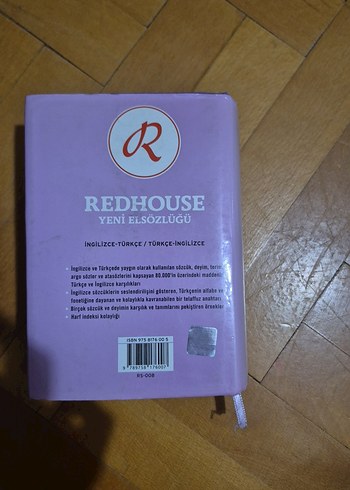 R
REDHOUSE
YENİ ELSÖZLÜĞÜ
İNGİLİZCE-TÜRKÇE / TÜRKÇE-İNGİLİZCE
• İngilizce ve Türkçede yaygın olarak kullanılan sözcük, deyim, terim,
argo sözler ve atasözlerini kapsayan 80.000'in üzerindeki
Türkçe ve İngilizce karşılıkları
• İngilizce sözcüklerin seslendirilişini gösteren, Türkçenin alfabe
fonetiğine dayanan ve kolaylıkla kavranabilen bir telaffuz anahtarı
• Birçok sözcük ve deyimin karşılık ve tanımlarını pekiştiren örnekler
• Harf indeksi kolaylığı
ISBN 975 8176 00 5
9 789758 176007
RS-008